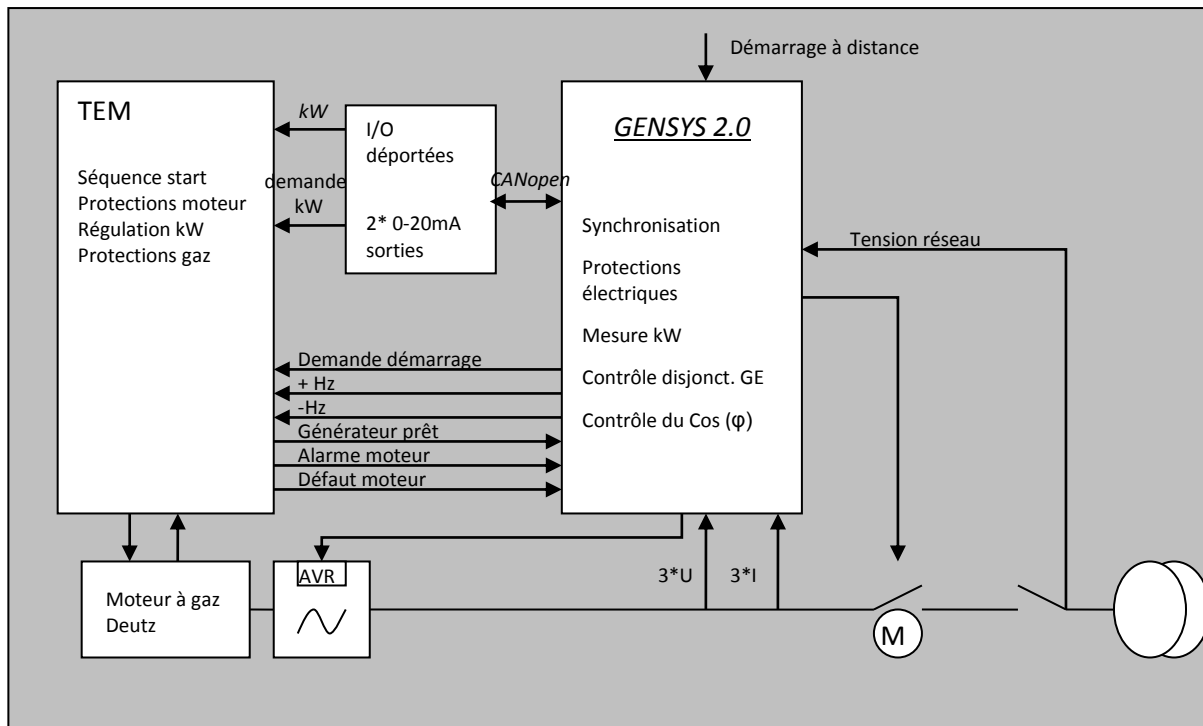 Démarrage à distance
TEM
Séquence start
Protections moteur
Régulation kW
Protections gaz
kW
demande
kW
I/O
déportées
2* 0-20mA
sorties
CANopen
GENSYS 2.0
Synchronisation
Protections
électriques
Mesure kW
Contrôle disjonct. GE
Contrôle du Cos (φ)
Tension réseau
Demande démarrage
+ Hz
-Hz
Générateur prêt
Alarme moteur
Défaut moteur
Moteur à gaz
Deutz
AVR
3*U
3*I
M